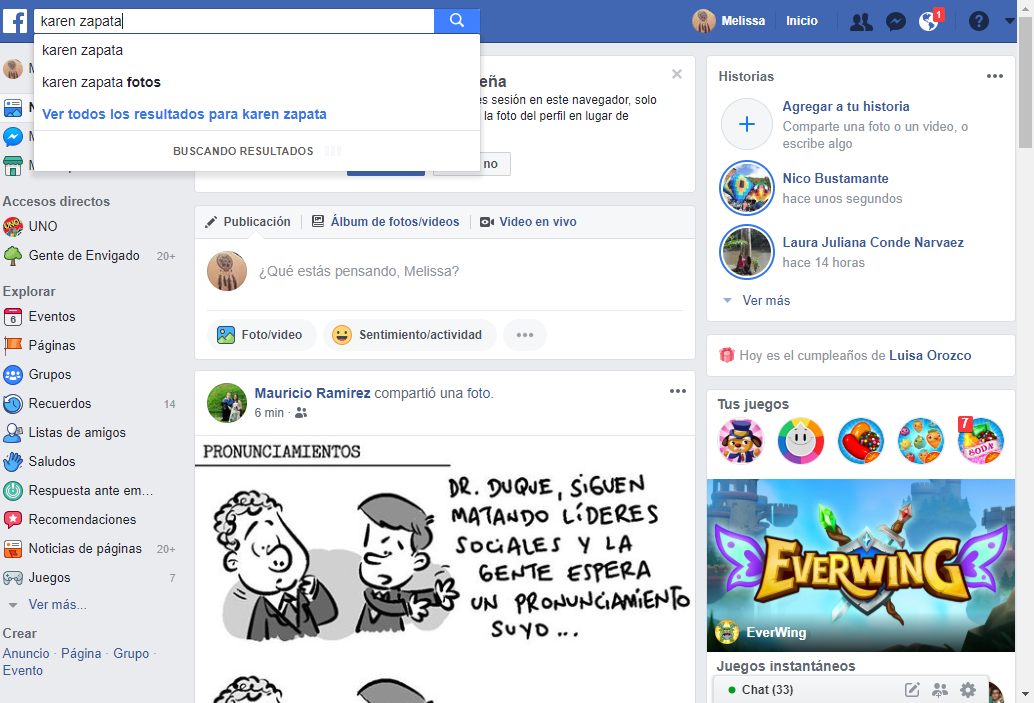 karen zapata
Melissa
Inicio
1
karen zapata
karen zapata fotos
Ver todos los resultados para karen zapata
BUSCANDO RESULTADOS
eña
es sesión en este navegador, solo
la foto del perfil en lugar de
no
Accesos directos
UNO
Gente de Envigado 20+
Explorar
6 Eventos
Páginas
Grupos
Recuerdos 14
Listas de amigos
Saludos
Respuesta ante em...
Recomendaciones
Noticias de páginas 20+
Juegos 7
Ver más...
Crear
Anuncio · Página · Grupo ·
Evento
Publicación
Álbum de fotos/videos
Video en vivo
¿Qué estás pensando, Melissa?
Foto/video
Sentimiento/actividad
Mauricio Ramirez compartió una foto.
6 min ·
PRONUNCIAMIENTOS
DR. DUQUE, SIGUEN
MATANDO LÍDERES
SOCIALES Y LA
GENTE ESPERA
UN PRONUNCIAMIENTO
SUYO...
Historias
Agregar a tu historia
Comparte una foto o un video, o
escribe algo
Nico Bustamante
hace unos segundos
Laura Juliana Conde Narvaez
hace 14 horas
Ver más
Hoy es el cumpleaños de Luisa Orozco
Tus juegos
7
SODA
EVERWING
EverWing
Juegos instantáneos
Chat (33)